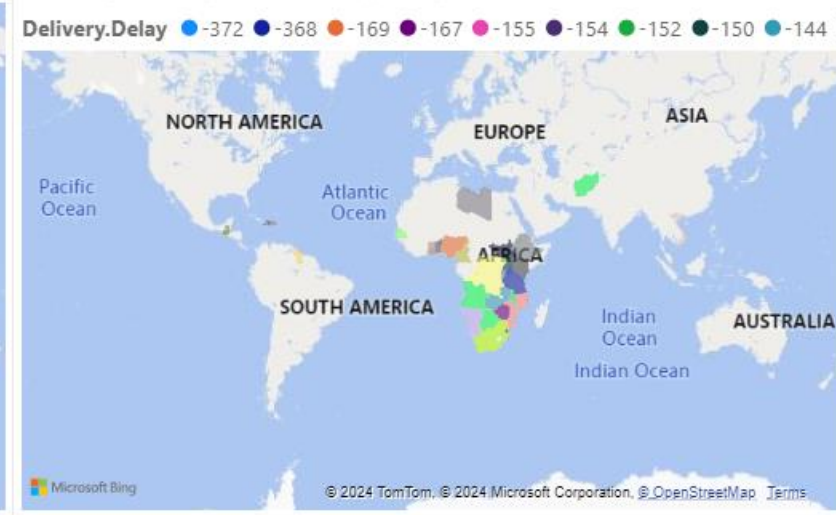 Delivery.Delay -372 -368 -169 -167 -155 -154 -152 -150 -144
NORTH AMERICA
EUROPE
ASIA
Pacific
Ocean
Atlantic
Ocean
AFRICA
SOUTH AMERICA
Indian
Ocean
AUSTRALIA
Indian Ocean
Microsoft Bing
© 2024 TomTom, © 2024 Microsoft Corporation, © OpenStreetMap Terms